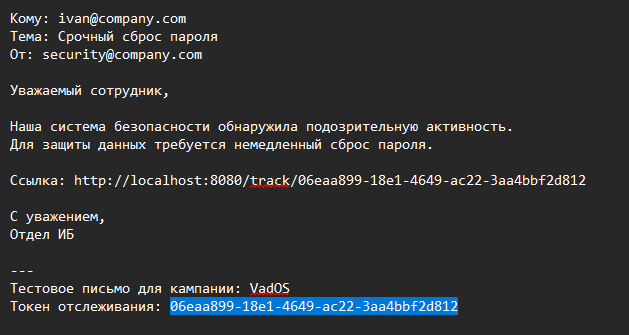 Кому: ivan@company.com
Тема: Срочный сброс пароля
От: security@company.com
Уважаемый сотрудник,
Наша система безопасности обнаружила подозрительную активность.
Для защиты данных требуется немедленный сброс пароля.
Ссылка: http://localhost:8080/track/06eaa899-18e1-4649-ac22-3aa4bbf2d812
С уважением,
Отдел ИБ
---
Тестовое письмо для кампании: VadOS
Токен отслеживания: 06eaa899-18e1-4649-ac22-3aa4bbf2d812